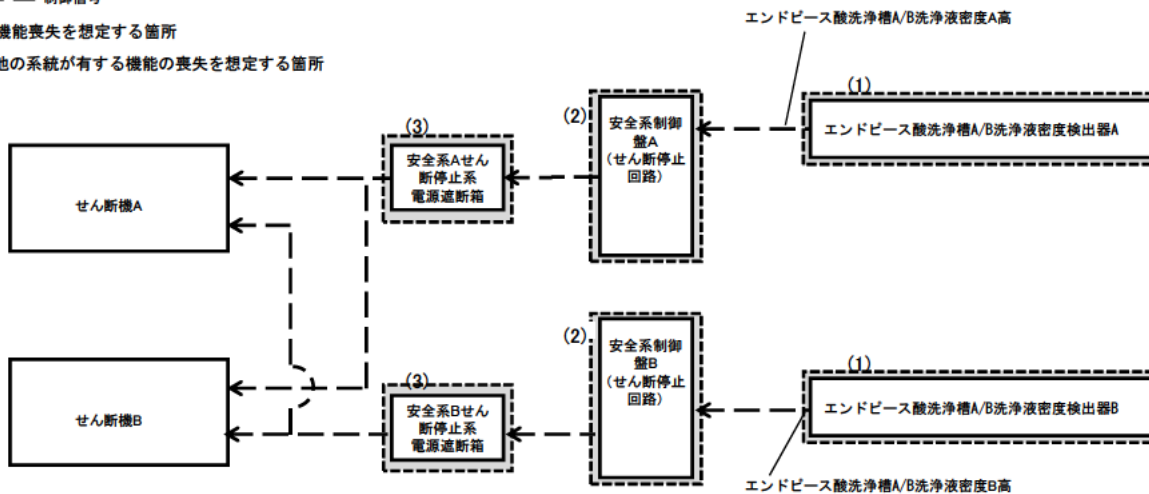 制御信号
機能喪失を想定する箇所
他の系統が有する機能の喪失を想定する箇所
エンドピース酸洗浄槽A/B洗浄液密度A高
(1)
エンドピース酸洗浄槽A/B洗浄液密度検出器A
(2)
安全系制御
盤A
(せん断停止
回路)
(3)
安全系Aせん
断停止系
電源遮断箱
せん断機A
(1)
エンドピース酸洗浄槽A/B洗浄液密度検出器B
(2)
安全系制御
盤B
(せん断停止
回路)
(3)
安全系Bせん
断停止系
電源遮断箱
せん断機B
エンドピース酸洗浄槽A/B洗浄液密度B高